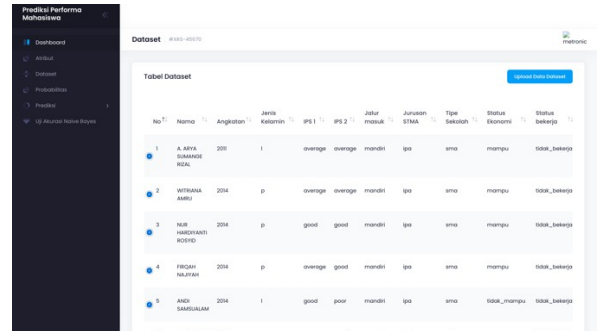 Prediksi Performa
Mahasiswa
Dashboard
Atribut
Dataset
Probabilitas
Prediksi
Uji Akurasi Naive Bayes
Dataset #XRS-45670
metronic
Tabel Dataset
Upload Data Dataset
No Nama Angkatan Jenis Kelamin IPS 1 IPS 2 Jalur masuk Jurusan STMA Tipe Sekolah Status Ekonomi Status bekerja
1 A. ARYA SUMANGE RIZAL 2011 l average average mandiri ipa sma mampu tidak_bekerja
2 WITRIANA AMRU 2014 p average average mandiri ipa sma mampu tidak_bekerja
3 NUR HARDIYANTI ROSYID 2014 p good good mandiri ipa sma mampu tidak_bekerja
4 FIRQAH NAJIYAH 2014 p average good mandiri ipa sma mampu tidak_bekerja
5 ANDI SAMSUALAM 2014 l good poor mandiri ipa sma tidak_mampu tidak_bekerja